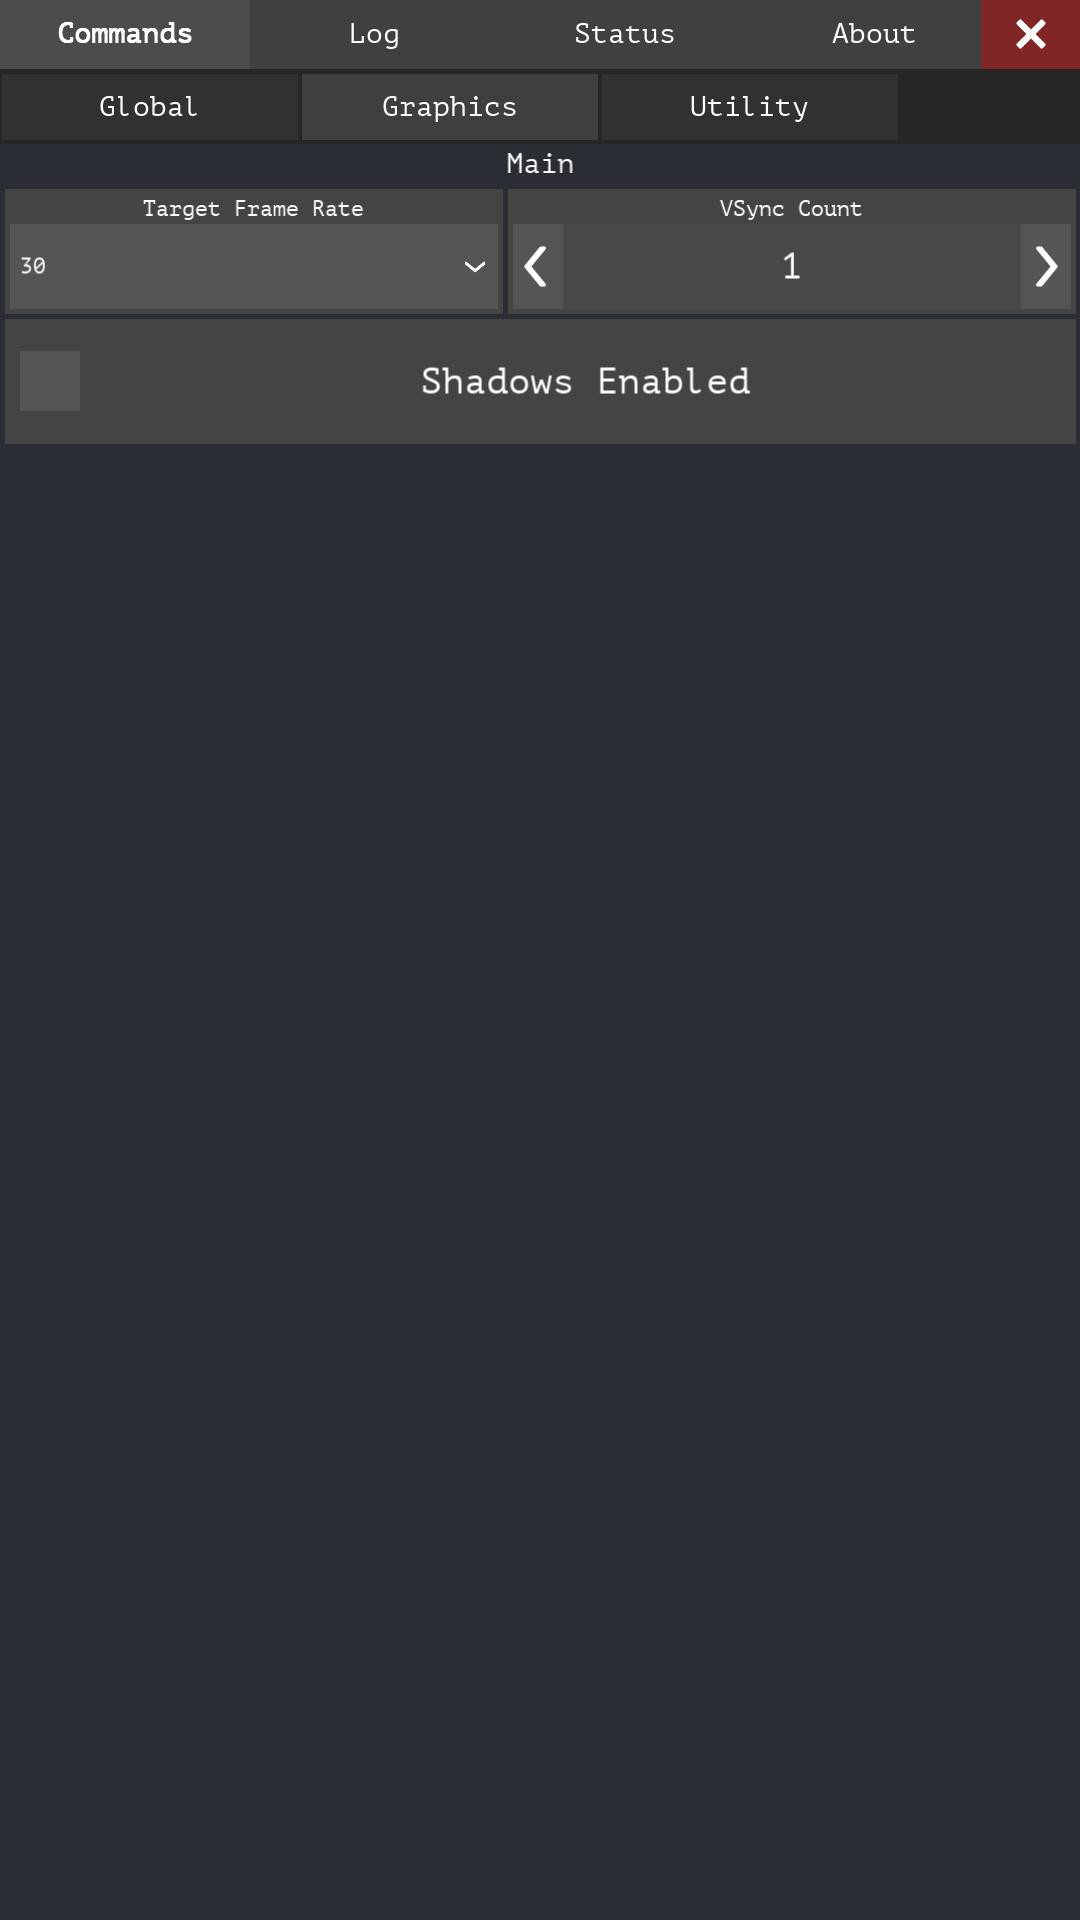 Commands Log Status About
Global Graphics Utility
Main
Target Frame Rate VSync Count
30 1
Shadows Enabled